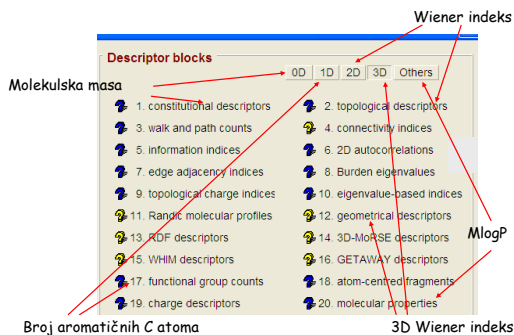 Wiener indeks
Descriptor blocks
0D 1D 2D 3D Others
Molekulska masa
1. constitutional descriptors 2. topological descriptors
3. walk and path counts 4. connectivity indices
5. information indices 6. 2D autocorrelations
7. edge adjacency indices 8. Burden eigenvalues
9. topological charge indices 10. eigenvalue-based indices
11. Randic molecular profiles 12. geometrical descriptors
MlogP
13. RDF descriptors 14. 3D-MoRSE descriptors
15. WHIM descriptors 16. GETAWAY descriptors
17. functional group counts 18. atom-centred fragments
19. charge descriptors 20. molecular properties
Broj aromatičnih C atoma 3D Wiener indeks